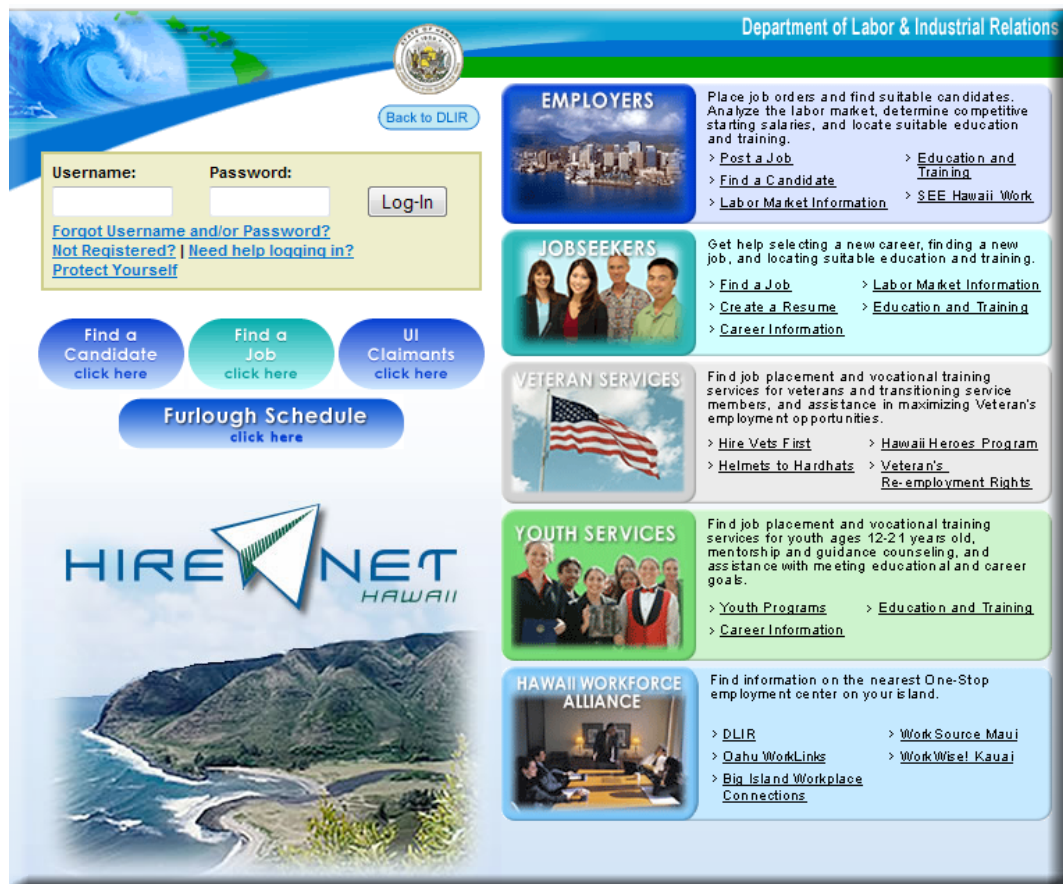 Department of Labor & Industrial Relations
STATE OF HAWAII
1959
Back to DLIR
Username:
Password:
Log-In
Forgot Username and/or Password?
Not Registered? | Need help logging in?
Protect Yourself
Find a
Candidate
click here
Find a
Job
click here
UI
Claimants
click here
Furlough Schedule
click here
HIRE NET
HAWAII
EMPLOYERS
Place job orders and find suitable candidates.
Analyze the labor market, determine competitive
starting salaries, and locate suitable education
and training.
> Post a Job
> Find a Candidate
> Labor Market Information
> Education and
Training
> SEE Hawaii Work
JOBSEEKERS
Get help selecting a new career, finding a new
job, and locating suitable education and training.
> Find a Job
> Create a Resume
> Career Information
> Labor Market Information
> Education and Training
VETERAN SERVICES
Find job placement and vocational training
services for veterans and transitioning service
members, and assistance in maximizing Veteran's
employment opportunities.
> Hire Vets First
> Helmets to Hardhats
> Hawaii Heroes Program
> Veteran's
Re-employment Rights
YOUTH SERVICES
Find job placement and vocational training
services for youth ages 12-21 years old,
mentorship and guidance counseling, and
assistance with meeting educational and career
goals.
> Youth Programs
> Career Information
> Education and Training
HAWAII WORKFORCE
ALLIANCE
Find information on the nearest One-Stop
employment center on your island.
> DLIR
> Oahu WorkLinks
> Big Island Workplace
Connections
> WorkSource Maui
> WorkWise! Kauai